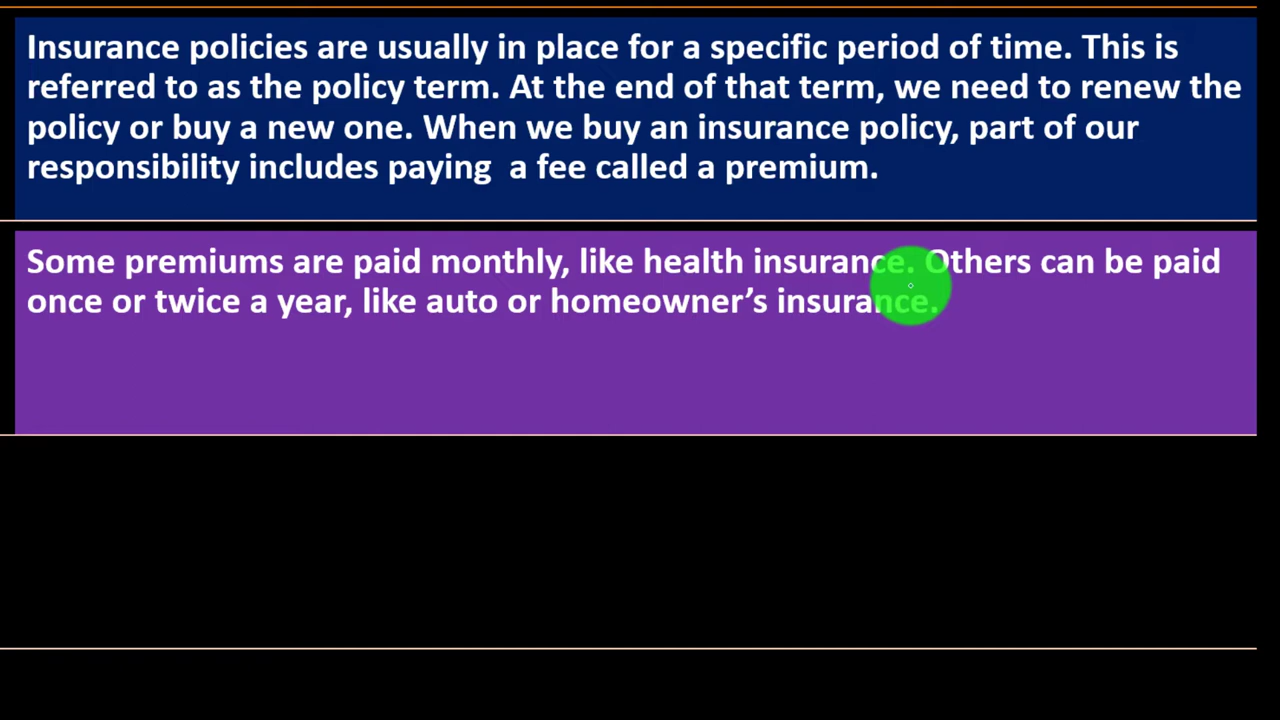 Insurance policies are usually in place for a specific period of time. This is
referred to as the policy term. At the end of that term, we need to renew the
policy or buy a new one. When we buy an insurance policy, part of our
responsibility includes paying  a fee called a premium.
Some premiums are paid monthly, like health insurance. Others can be paid
once or twice a year, like auto or homeowner’s insurance.